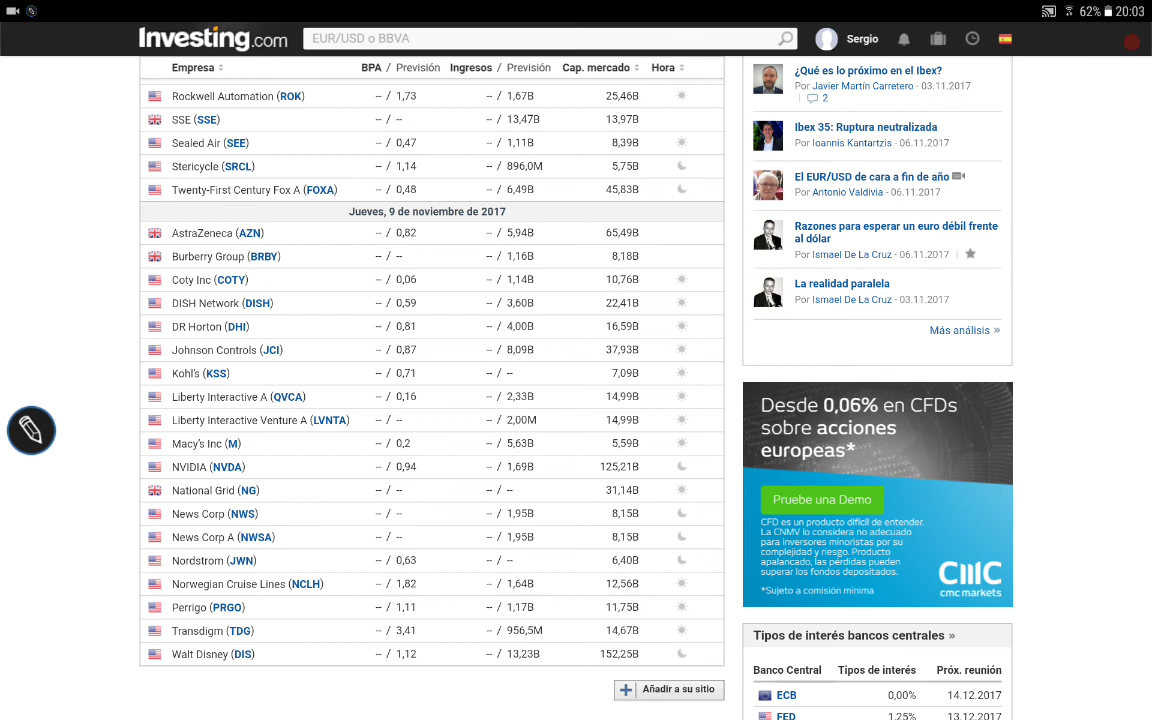 62% 20:03
Investing.com EUR/USD o BBVA Sergio
Empresa BPA / Previsión Ingresos / Previsión Cap. mercado Hora
Rockwell Automation (ROK) -- / 1,73 -- / 1,67B 25,46B
SSE (SSE) -- / -- -- / 13,47B 13,97B
Sealed Air (SEE) -- / 0,47 -- / 1,11B 8,39B
Stericycle (SRCL) -- / 1,14 -- / 896,0M 5,75B
Twenty-First Century Fox A (FOXA) -- / 0,48 -- / 6,49B 45,83B
Jueves, 9 de noviembre de 2017
AstraZeneca (AZN) -- / 0,82 -- / 5,94B 65,49B
Burberry Group (BRBY) -- / -- -- / 1,16B 8,18B
Coty Inc (COTY) -- / 0,06 -- / 1,14B 10,76B
DISH Network (DISH) -- / 0,59 -- / 3,60B 22,41B
DR Horton (DHI) -- / 0,81 -- / 4,00B 16,59B
Johnson Controls (JCI) -- / 0,87 -- / 8,09B 37,93B
Kohl's (KSS) -- / 0,71 -- / -- 7,09B
Liberty Interactive A (QVCA) -- / 0,16 -- / 2,33B 14,99B
Liberty Interactive Venture A (LVNTA) -- / -- -- / 2,00M 14,99B
Macy's Inc (M) -- / 0,2 -- / 5,63B 5,59B
NVIDIA (NVDA) -- / 0,94 -- / 1,69B 125,21B
National Grid (NG) -- / -- -- / -- 31,14B
News Corp (NWS) -- / -- -- / 1,95B 8,15B
News Corp A (NWSA) -- / -- -- / 1,95B 8,15B
Nordstrom (JWN) -- / 0,63 -- / -- 6,40B
Norwegian Cruise Lines (NCLH) -- / 1,82 -- / 1,64B 12,56B
Perrigo (PRGO) -- / 1,11 -- / 1,17B 11,75B
Transdigm (TDG) -- / 3,41 -- / 956,5M 14,67B
Walt Disney (DIS) -- / 1,12 -- / 13,23B 152,25B
Añadir a su sitio
¿Qué es lo próximo en el Ibex?
Por Javier Martín Carretero - 03.11.2017
2
Ibex 35: Ruptura neutralizada
Por Ioannis Kantartzis - 06.11.2017
El EUR/USD de cara a fin de año
Por Antonio Valdivia - 06.11.2017
Razones para esperar un euro débil frente
al dólar
Por Ismael De La Cruz - 06.11.2017
La realidad paralela
Por Ismael De La Cruz - 03.11.2017
Más análisis »
Desde 0,06% en CFDs
sobre acciones
europeas*
Pruebe una Demo
CFD es un producto difícil de entender.
La CNMV lo considera no adecuado
para inversores minoristas por su
complejidad y riesgo. Producto
apalancado, las pérdidas pueden
superar los fondos depositados.
*Sujeto a comisión mínima
CMC
cmc markets
Tipos de interés bancos centrales »
Banco Central Tipos de interés Próx. reunión
ECB 0,00% 14.12.2017
FED 1,25% 13.12.2017